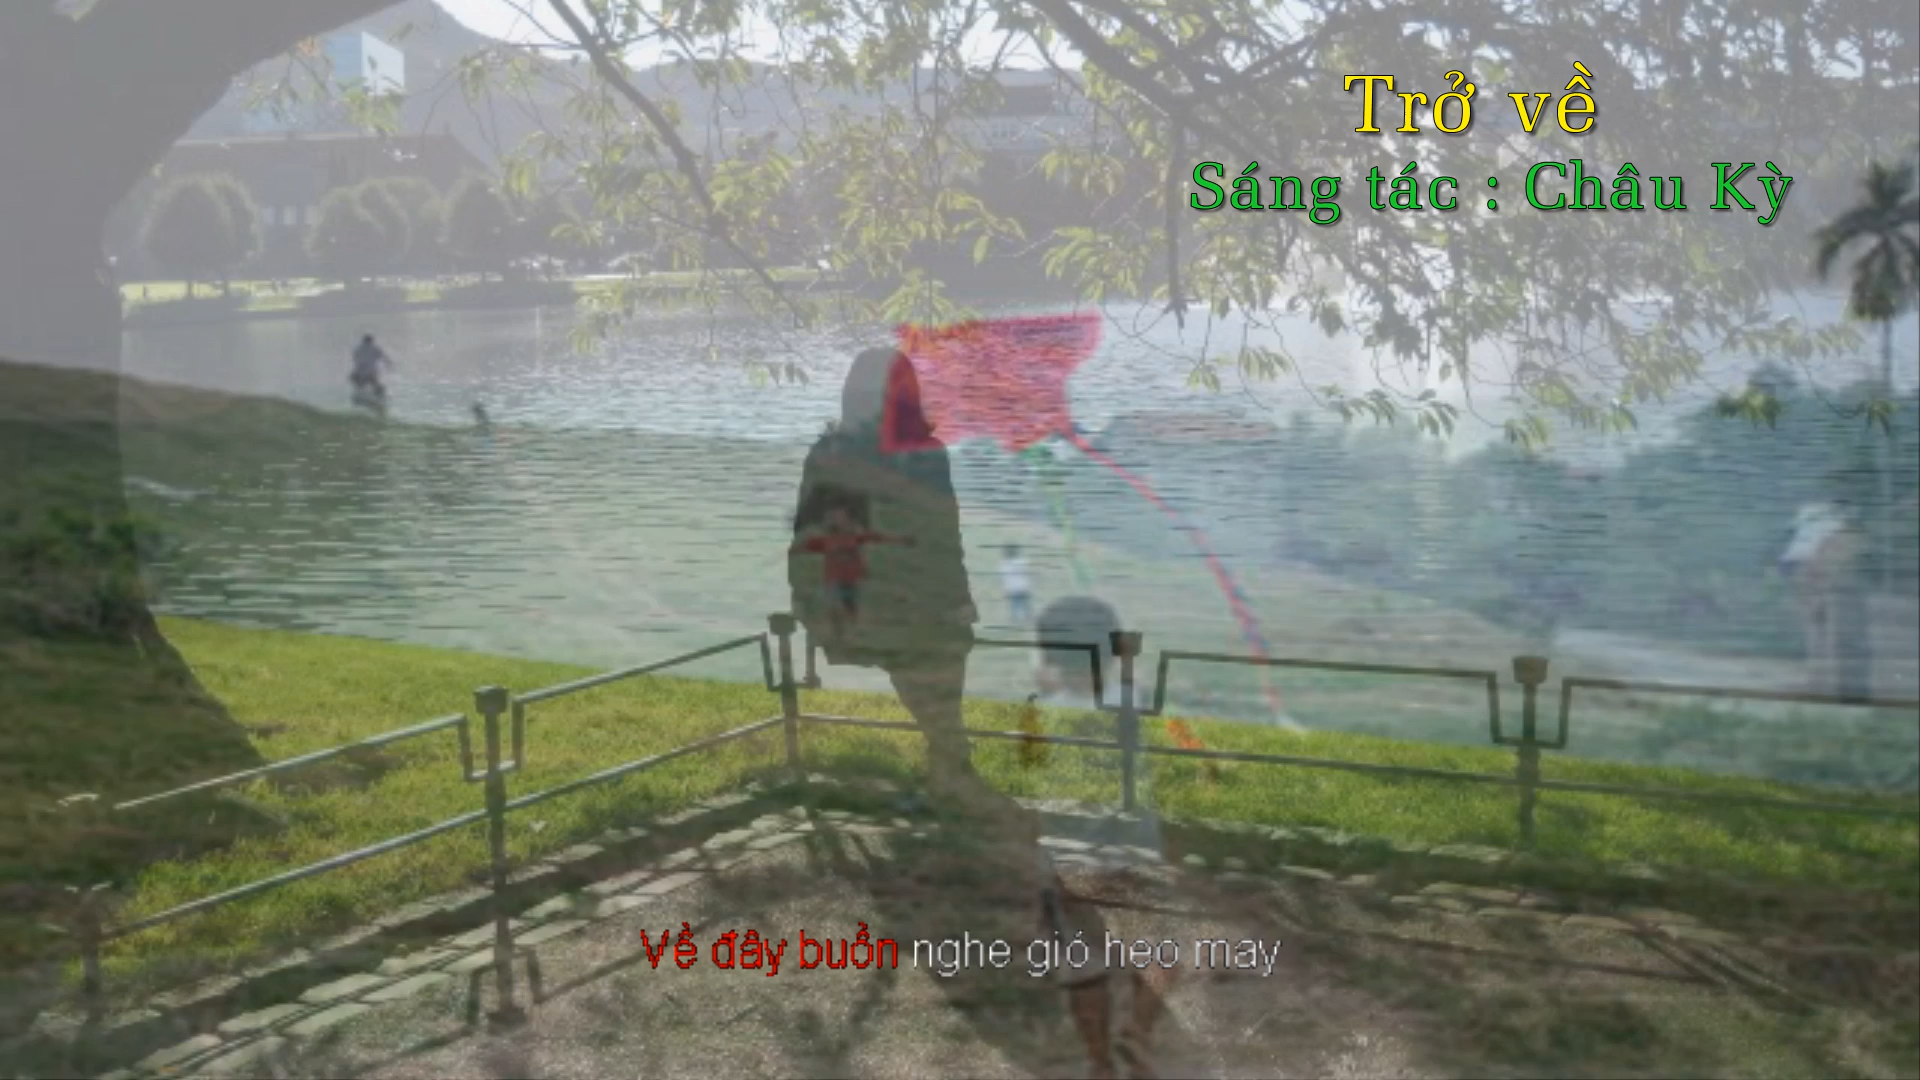 Trở về
Sáng tác : Châu Kỳ
Về đây buồn nghe gió heo may